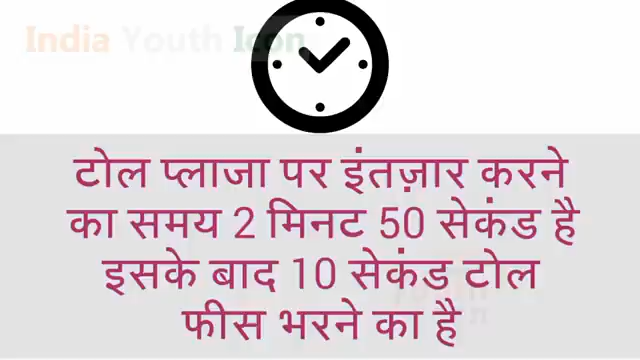 India Youth Icon
टोल प्लाजा पर इंतज़ार करने
का समय 2 मिनट 50 सेकंड है
इसके बाद 10 सेकंड टोल
फीस भरने का है